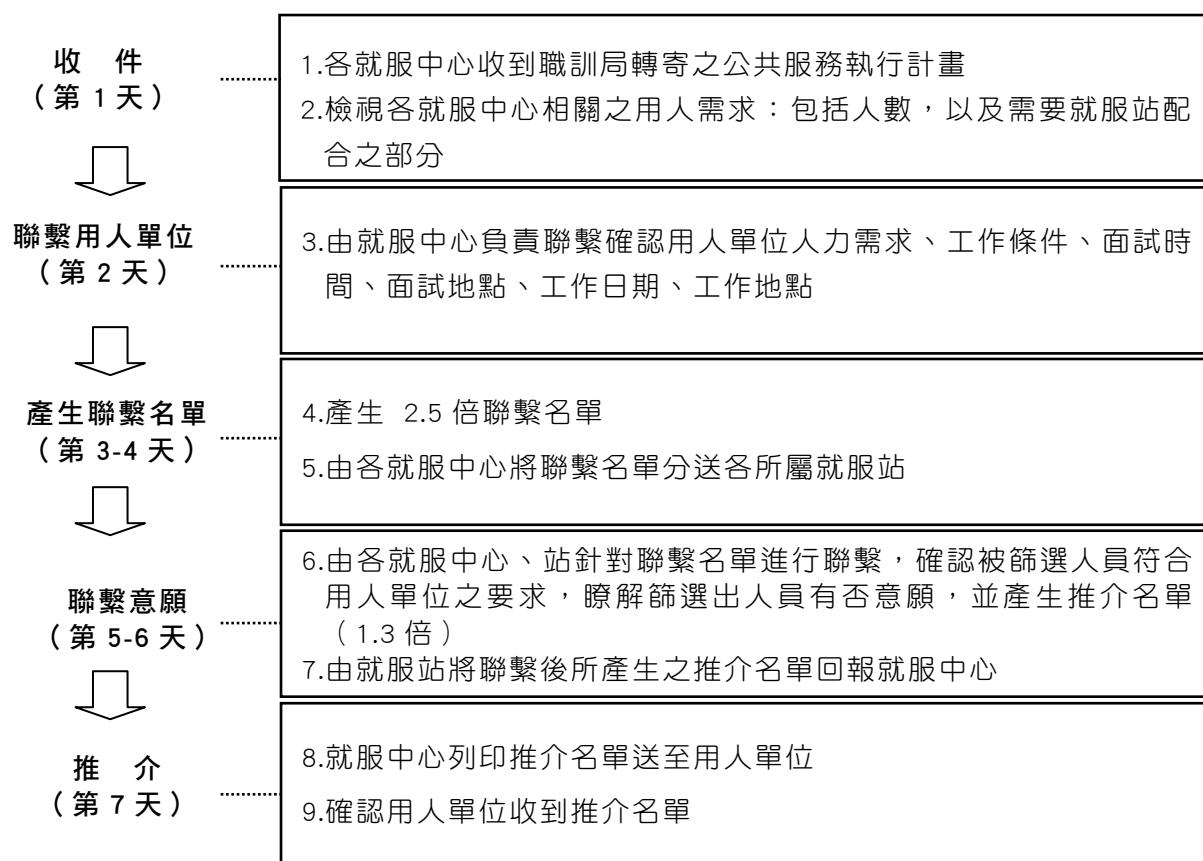 收 件
(第 1 天)
1.各就服中心收到職訓局轉寄之公共服務執行計畫
2.檢視各就服中心相關之用人需求：包括人數，以及需要就服站配
合之部分
聯繫用人單位
(第 2 天)
3.由就服中心負責聯繫確認用人單位人力需求、工作條件、面試時
間、面試地點、工作日期、工作地點
產生聯繫名單
(第 3-4 天)
4.產生 2.5 倍聯繫名單
5.由各就服中心將聯繫名單分送各所屬就服站
聯繫意願
(第 5-6 天)
6.由各就服中心、站針對聯繫名單進行聯繫，確認被篩選人員符合
用人單位之要求，瞭解篩選出人員有否意願，並產生推介名單
(1.3 倍)
7.由就服站將聯繫後所產生之推介名單回報就服中心
推 介
(第 7 天)
8.就服中心列印推介名單送至用人單位
9.確認用人單位收到推介名單